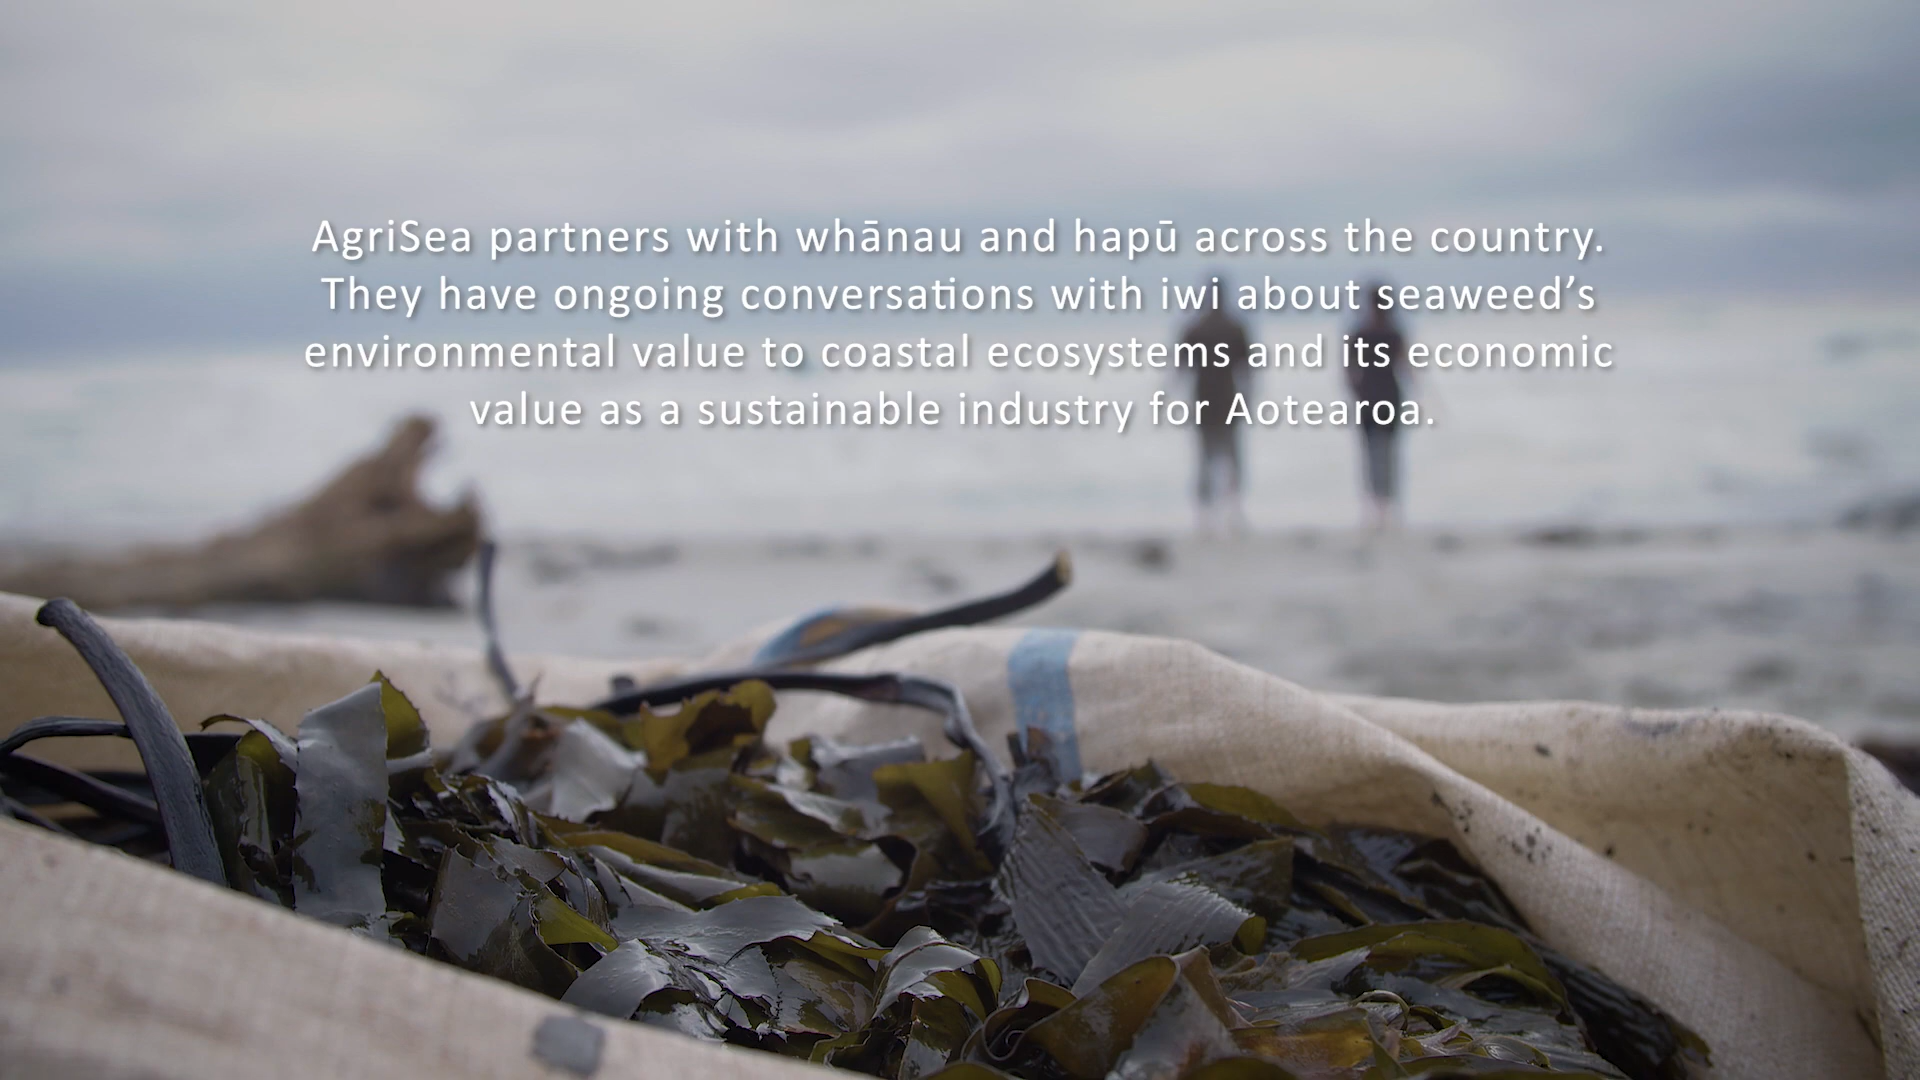 AgriSea partners with whānau and hapū across the country.
They have ongoing conversations with iwi about seaweed’s
environmental value to coastal ecosystems and its economic
value as a sustainable industry for Aotearoa.